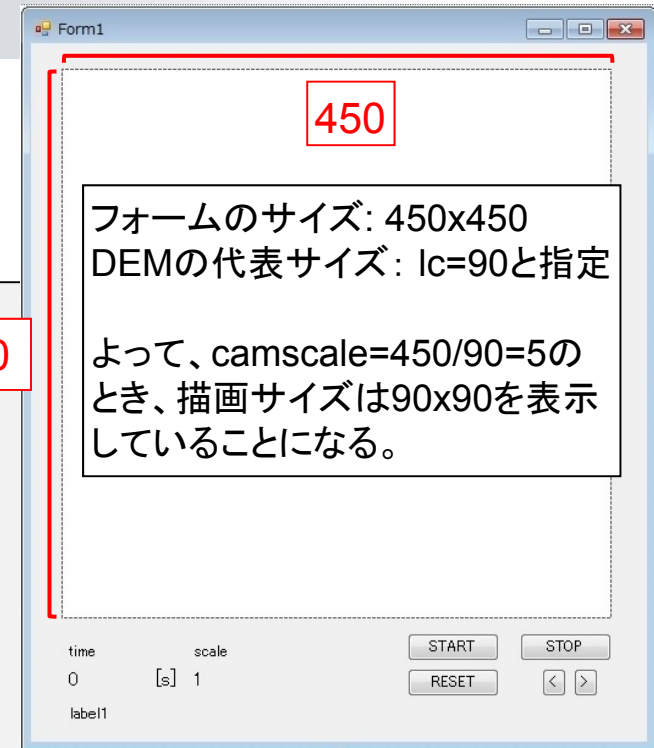 Form1
450
フォームのサイズ: 450x450
DEMの代表サイズ： lc=90と指定
よって、camscale=450/90=5の
とき、描画サイズは90x90を表示
していることになる。
0
time
scale
START
STOP
0
[s]
1
RESET
<
>
label1